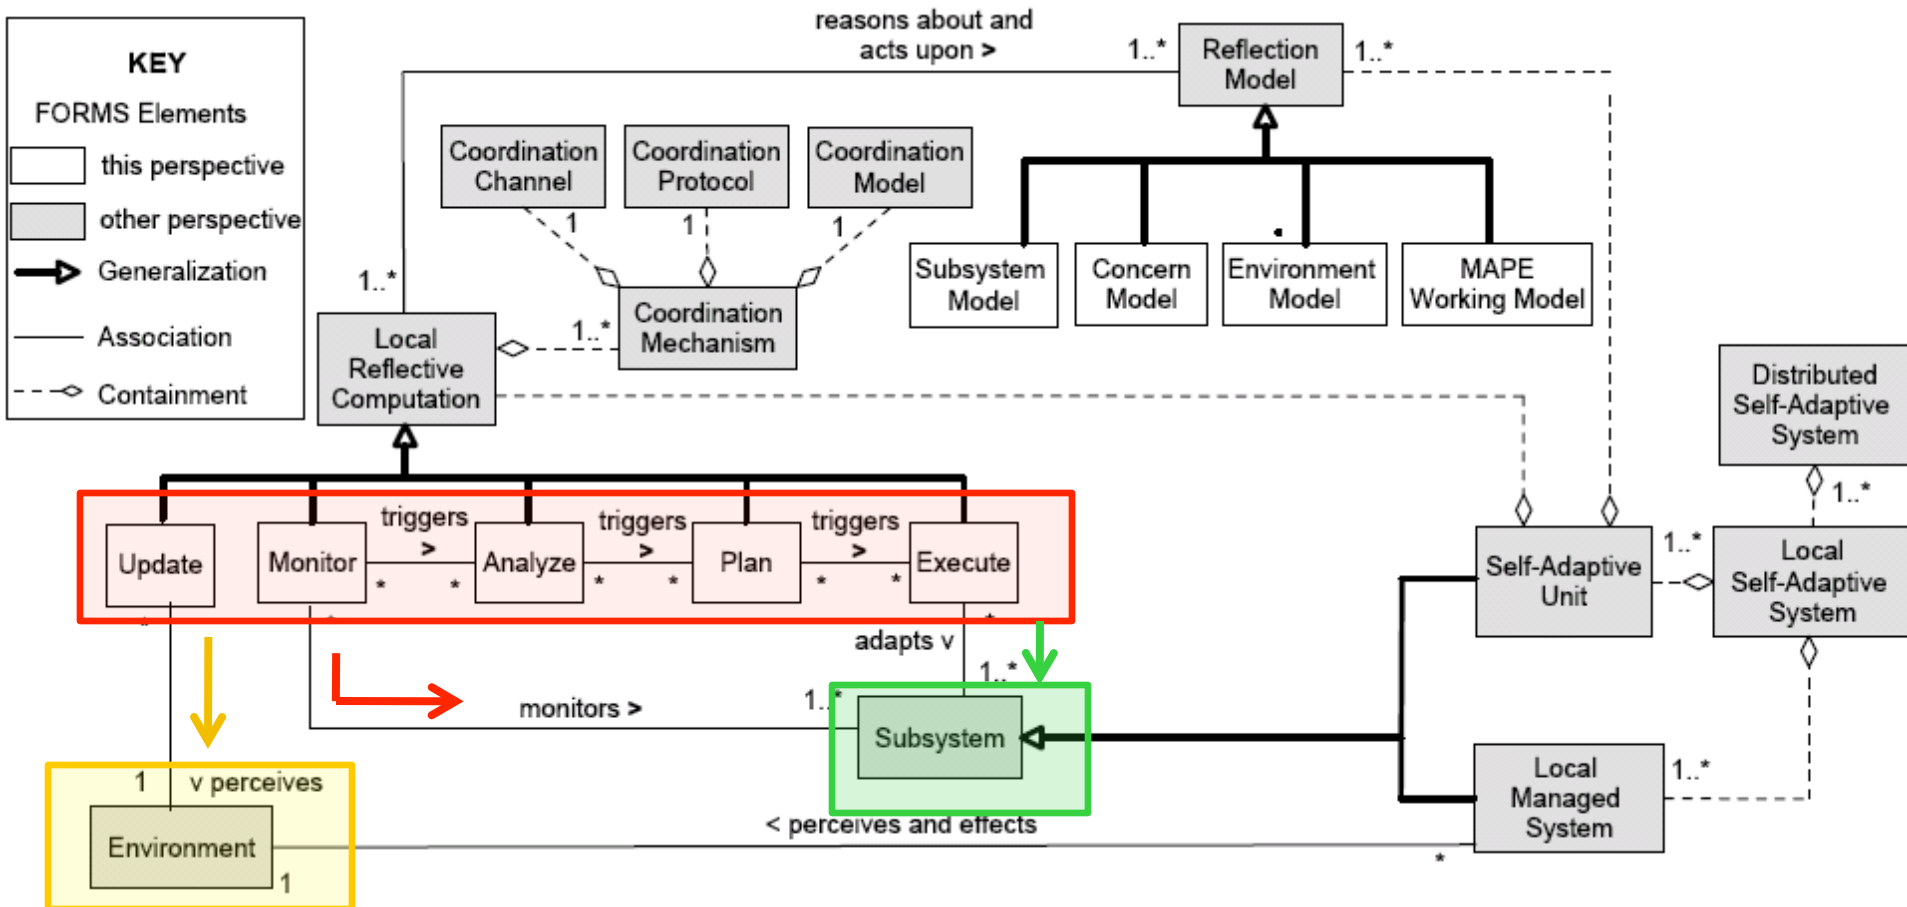 KEY
FORMS Elements
this perspective
other perspective
Generalization
Association
Containment
reasons about and
acts upon >
1..*
Reflection
Model
1..*
Coordination
Channel
Coordination
Protocol
Coordination
Model
1
1
1
1..*
Subsystem
Model
Concern
Model
Environment
Model
MAPE
Working Model
Local
Reflective
Computation
1..*
Coordination
Mechanism
Distributed
Self-Adaptive
System
1..*
Update
Monitor
triggers
>
*
*
Analyze
triggers
>
*
*
Plan
triggers
>
*
*
Execute
Self-Adaptive
Unit
1..*
Local
Self-Adaptive
System
*
*
*
adapts v
1..*
monitors >
1..*
Subsystem
1
v perceives
Environment
1
< perceives and effects
*
Local
Managed
System
1..*